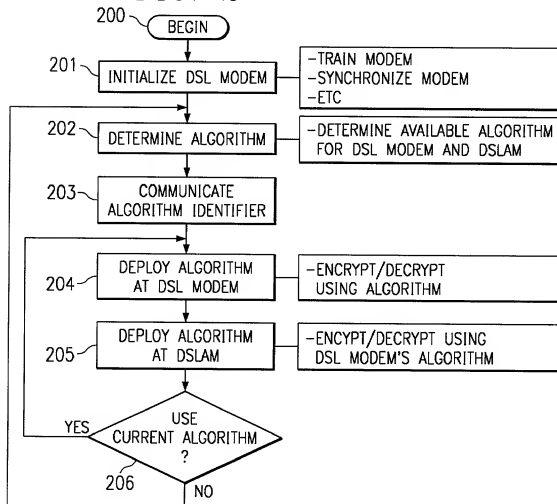 200
BEGIN
201
INITIALIZE DSL MODEM
-TRAIN MODEM
-SYNCHRONIZE MODEM
-ETC
202
DETERMINE ALGORITHM
-DETERMINE AVAILABLE ALGORITHM
FOR DSL MODEM AND DSLAM
203
COMMUNICATE
ALGORITHM IDENTIFIER
204
DEPLOY ALGORITHM
AT DSL MODEM
-ENCRYPT/DECRYPT
USING ALGORITHM
205
DEPLOY ALGORITHM
AT DSLAM
-ENCYPT/DECRYPT USING
DSL MODEM'S ALGORITHM
YES
USE
CURRENT ALGORITHM
?
206
NO